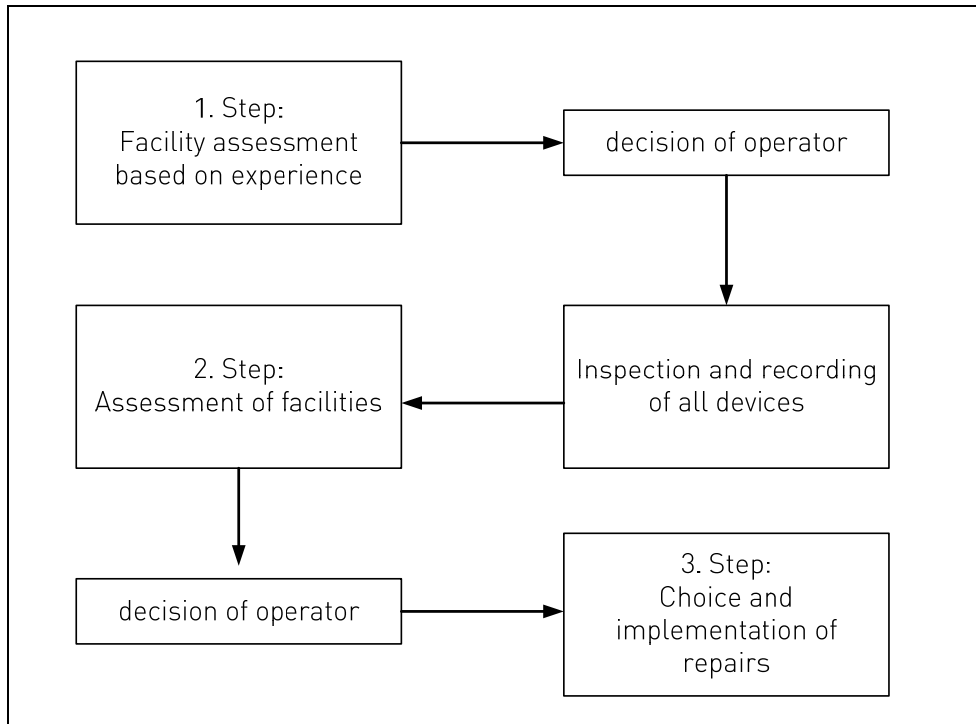 1. Step:
Facility assessment
based on experience
decision of operator
Inspection and recording
of all devices
2. Step:
Assessment of facilities
decision of operator
3. Step:
Choice and
implementation of
repairs